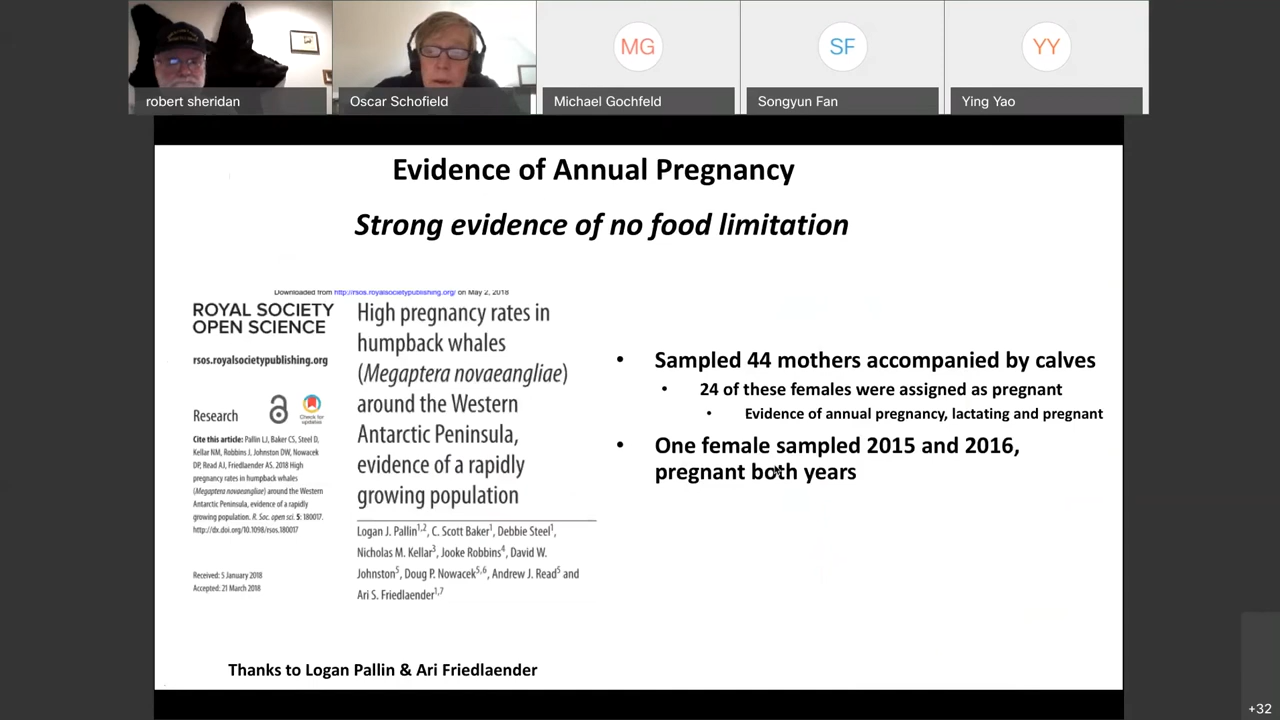 robert sheridan
Oscar Schofield
MG
Michael Gochfeld
SF
Songyun Fan
YY
Ying Yao
Evidence of Annual Pregnancy
Strong evidence of no food limitation
Downloaded from http://rsos.royalsocietypublishing.org/ on May 2, 2018
ROYAL SOCIETY
OPEN SCIENCE
rsos.royalsocietypublishing.org
Research
Check for
updates
Cite this article: Pallin LJ, Baker CS, Steel D,
Kellar NM, Robbins J, Johnston DW, Nowacek
DP, Read AJ, Friedlaender AS. 2018 High
pregnancy rates in humpback whales
(Megaptera novaeangliae) around the Western
Antarctic Peninsula, evidence of a rapidly
growing population. R. Soc. open sci. 5: 180017.
http://dx.doi.org/10.1098/rsos.180017
Received: 5 January 2018
Accepted: 21 March 2018
High pregnancy rates in
humpback whales
(Megaptera novaeangliae)
around the Western
Antarctic Peninsula,
evidence of a rapidly
growing population
Logan J. Pallin1,2, C. Scott Baker1, Debbie Steel1,
Nicholas M. Kellar3, Jooke Robbins4, David W.
Johnston5, Doug P. Nowacek5,6, Andrew J. Read5 and
Ari S. Friedlaender1,7
• Sampled 44 mothers accompanied by calves
• 24 of these females were assigned as pregnant
• Evidence of annual pregnancy, lactating and pregnant
• One female sampled 2015 and 2016,
pregnant both years
Thanks to Logan Pallin & Ari Friedlaender
+32